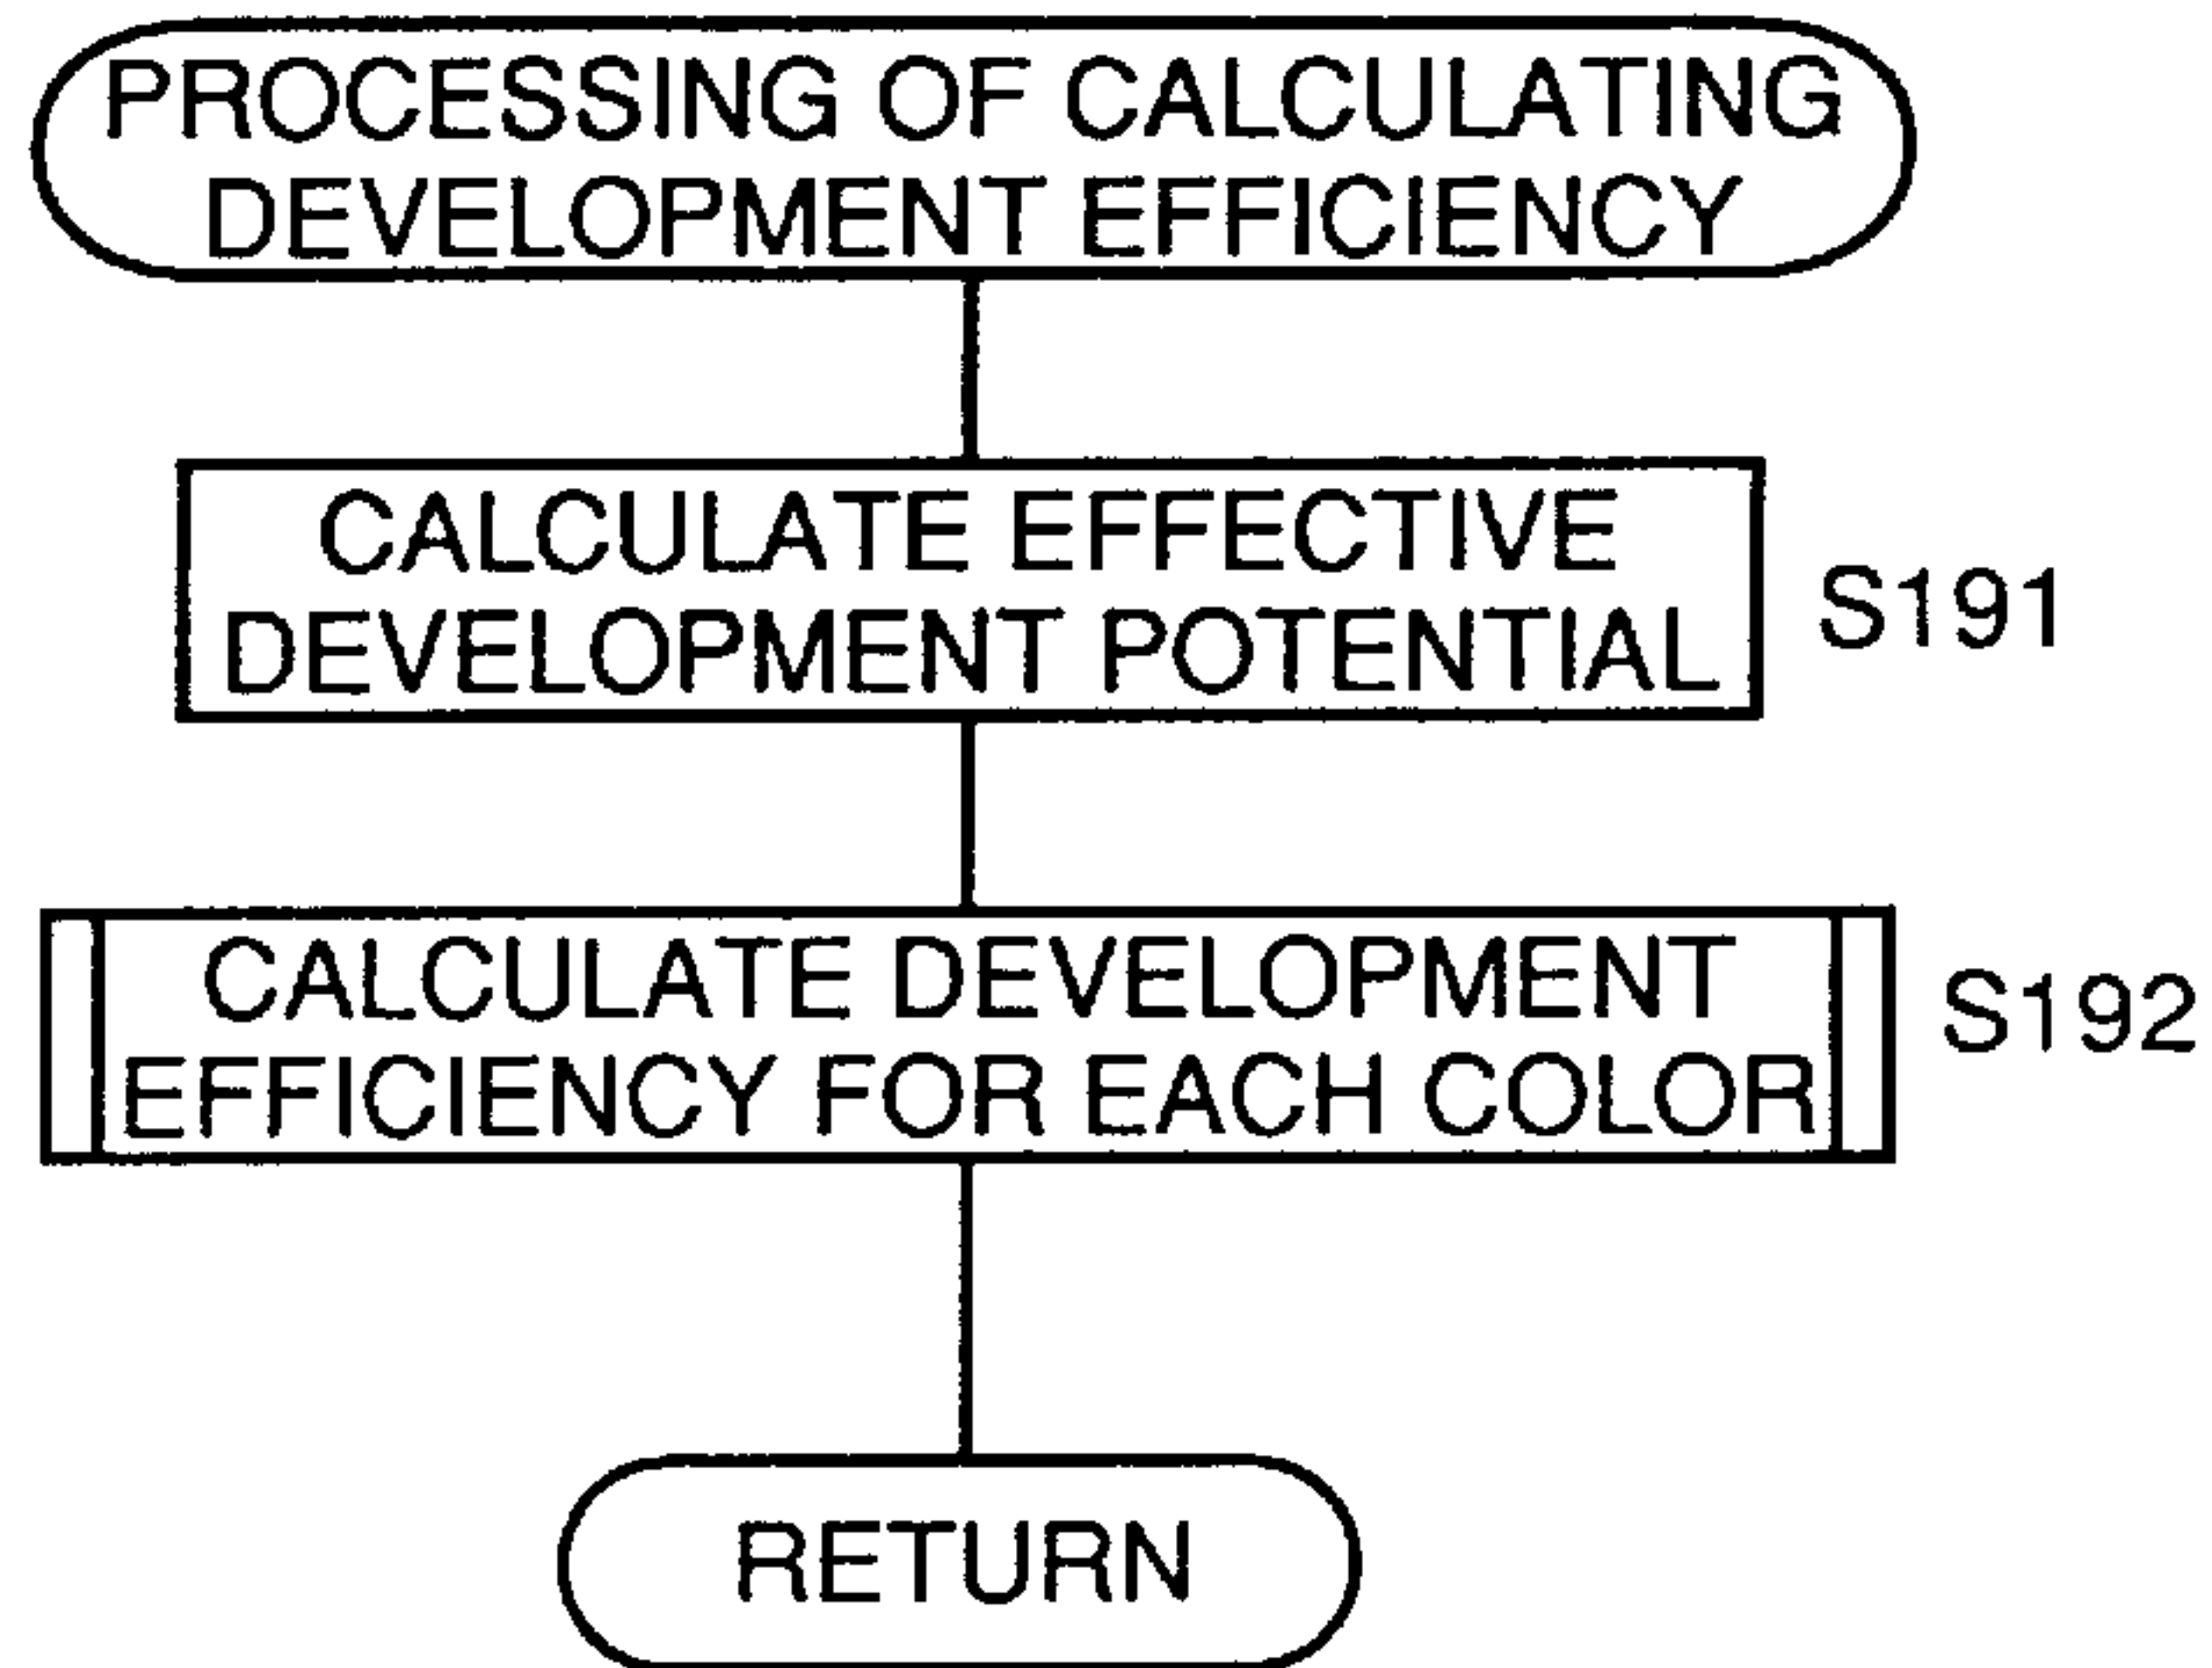 PROCESSING OF CALCULATING
DEVELOPMENT EFFICIENCY
CALCULATE EFFECTIVE
DEVELOPMENT POTENTIAL
S191
CALCULATE DEVELOPMENT
EFFICIENCY FOR EACH COLOR
S192
RETURN